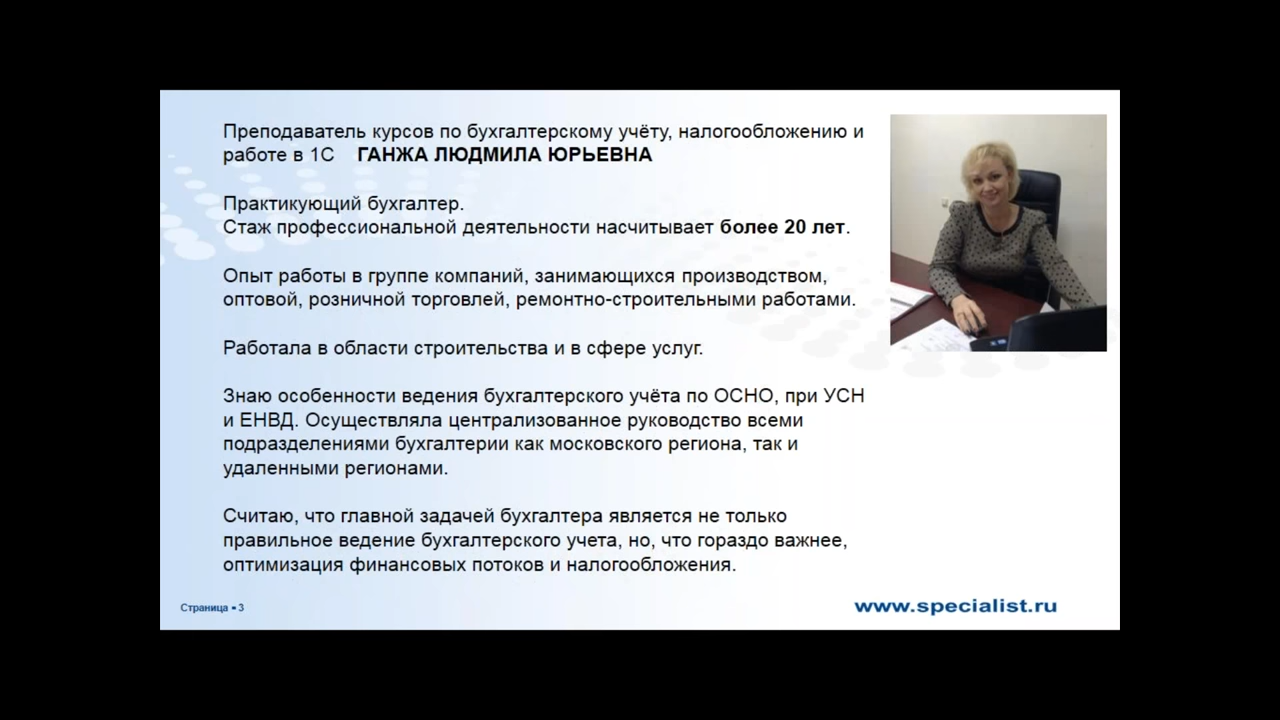 Преподаватель курсов по бухгалтерскому учёту, налогообложению и
работе в 1С ГАНЖА ЛЮДМИЛА ЮРЬЕВНА
Практикующий бухгалтер.
Стаж профессиональной деятельности насчитывает более 20 лет.
Опыт работы в группе компаний, занимающихся производством,
оптовой, розничной торговлей, ремонтно-строительными работами.
Работала в области строительства и в сфере услуг.
Знаю особенности ведения бухгалтерского учёта по ОСНО, при УСН
и ЕНВД. Осуществляла централизованное руководство всеми
подразделениями бухгалтерии как московского региона, так и
удаленными регионами.
Считаю, что главной задачей бухгалтера является не только
правильное ведение бухгалтерского учета, но, что гораздо важнее,
оптимизация финансовых потоков и налогообложения.
Страница ▪ 3
www.specialist.ru